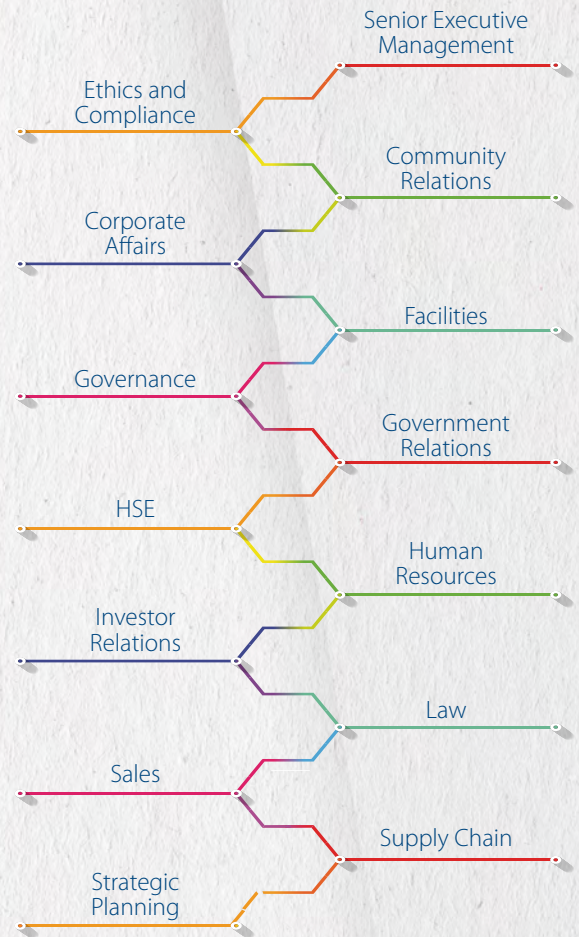 Senior Executive
Management
Ethics and
Compliance
Community
Relations
Corporate
Affairs
Facilities
Governance
Government
Relations
HSE
Human
Resources
Investor
Relations
Law
Sales
Supply Chain
Strategic
Planning